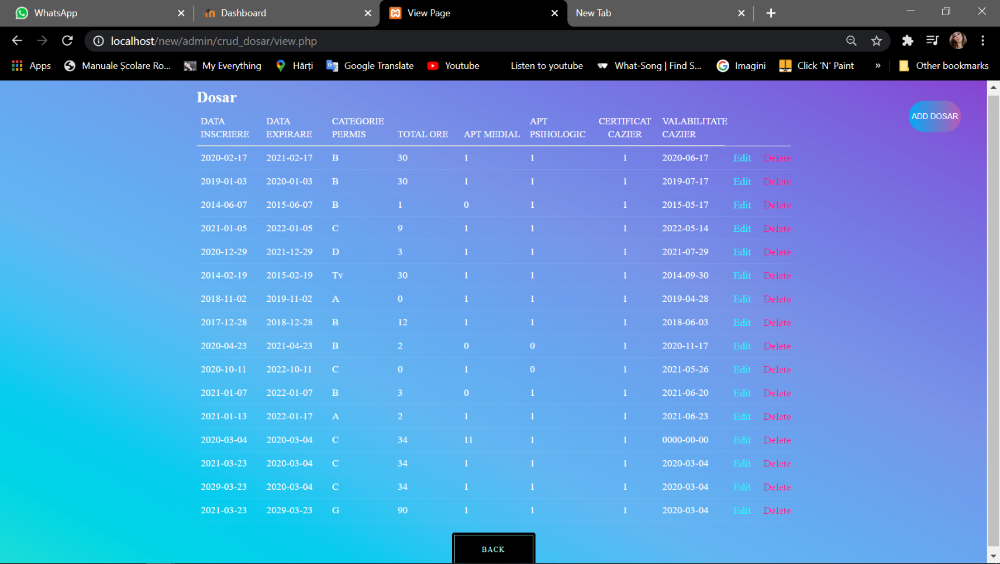 WhatsApp
Dashboard
View Page
New Tab
localhost/new/admin/crud_dosar/view.php
Apps
Manuale Școlare Ro...
My Everything
Hărți
Google Translate
Youtube
Listen to youtube
What-Song | Find S...
Imagini
Click 'N' Paint
»
Other bookmarks
Dosar
ADD DOSAR
DATA INSCRIERE DATA EXPIRARE CATEGORIE PERMIS TOTAL ORE APT MEDIAL APT PSIHOLOGIC CERTIFICAT CAZIER VALABILITATE CAZIER
2020-02-17 2021-02-17 B 30 1 1 1 2020-06-17 Edit Delete
2019-01-03 2020-01-03 B 30 1 1 1 2019-07-17 Edit Delete
2014-06-07 2015-06-07 B 1 0 1 1 2015-05-17 Edit Delete
2021-01-05 2022-01-05 C 9 1 1 1 2022-05-14 Edit Delete
2020-12-29 2021-12-29 D 3 1 1 1 2021-07-29 Edit Delete
2014-02-19 2015-02-19 Tv 30 1 1 1 2014-09-30 Edit Delete
2018-11-02 2019-11-02 A 0 1 1 1 2019-04-28 Edit Delete
2017-12-28 2018-12-28 B 12 1 1 1 2018-06-03 Edit Delete
2020-04-23 2021-04-23 B 2 0 0 1 2020-11-17 Edit Delete
2020-10-11 2022-10-11 C 0 1 0 1 2021-05-26 Edit Delete
2021-01-07 2022-01-07 B 3 0 1 1 2021-06-20 Edit Delete
2021-01-13 2022-01-17 A 2 1 1 1 2021-06-23 Edit Delete
2020-03-04 2020-03-04 C 34 11 1 1 0000-00-00 Edit Delete
2021-03-23 2020-03-04 C 34 1 1 1 2020-03-04 Edit Delete
2029-03-23 2020-03-04 C 34 1 1 1 2020-03-04 Edit Delete
2021-03-23 2029-03-23 G 90 1 1 1 2020-03-04 Edit Delete
BACK